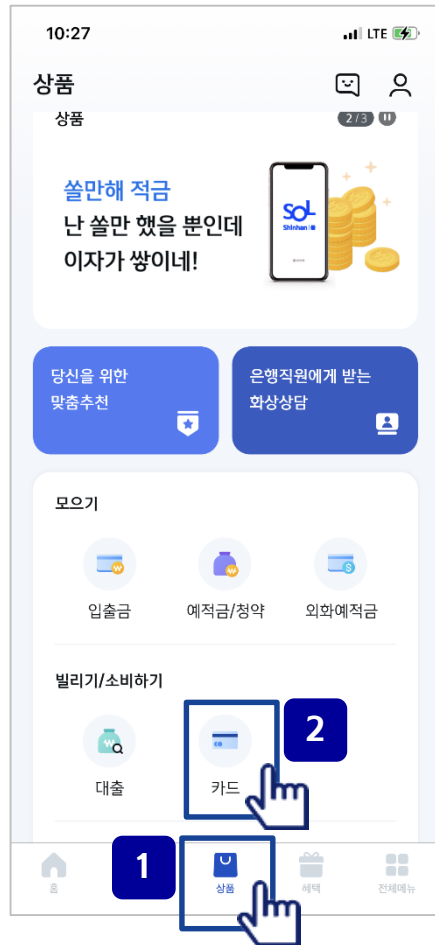 10:27
LTE
상품
상품
2/3
쏠만해 적금
난 쏠만 했을 뿐인데
이자가 쌓이네!
SOL
Shinhan
당신을 위한
맞춤추천
은행직원에게 받는
화상상담
모으기
입출금
예적금/청약
외화예적금
빌리기/소비하기
대출
카드
2
1
홈
상품
혜택
전체메뉴